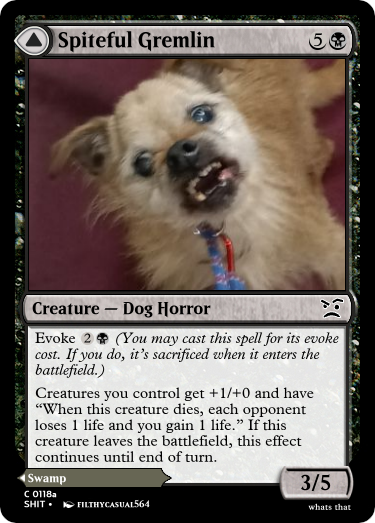 Spiteful Gremlin 5
Creature — Dog Horror
Evoke 2 (You may cast this spell for its evoke
cost. If you do, it's sacrificed when it enters the
battlefield.)
Creatures you control get +1/+0 and have
“When this creature dies, each opponent
loses 1 life and you gain 1 life.” If this
creature leaves the battlefield, this effect
continues until end of turn.
Swamp
3/5
C 0118a
SHIT • FILTHYCASUAL564
whats that